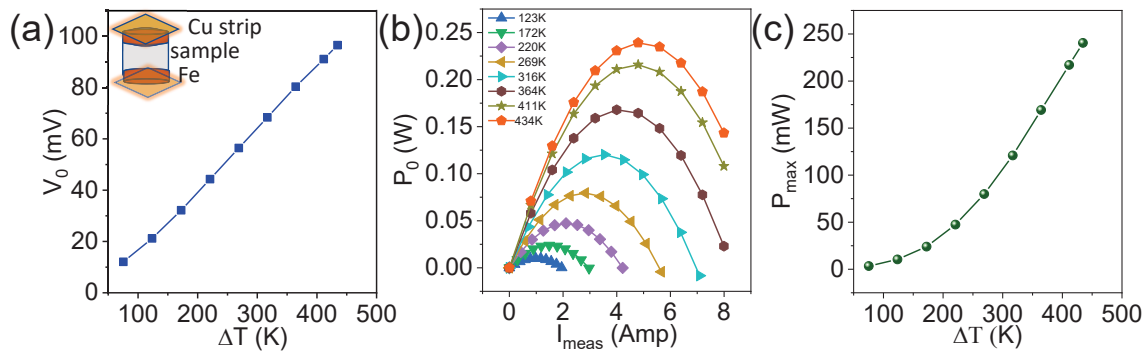 (a)
Cu strip
sample
Fe
V0 (mV)
100
80
60
40
20
0
100 200 300 400 500
ΔT (K)
(b)
123K
172K
220K
269K
316K
364K
411K
434K
P0 (W)
0.25
0.20
0.15
0.10
0.05
0.00
0 2 4 6 8
Imeas (Amp)
(c)
Pmax (mW)
250
200
150
100
50
0
100 200 300 400 500
ΔT (K)